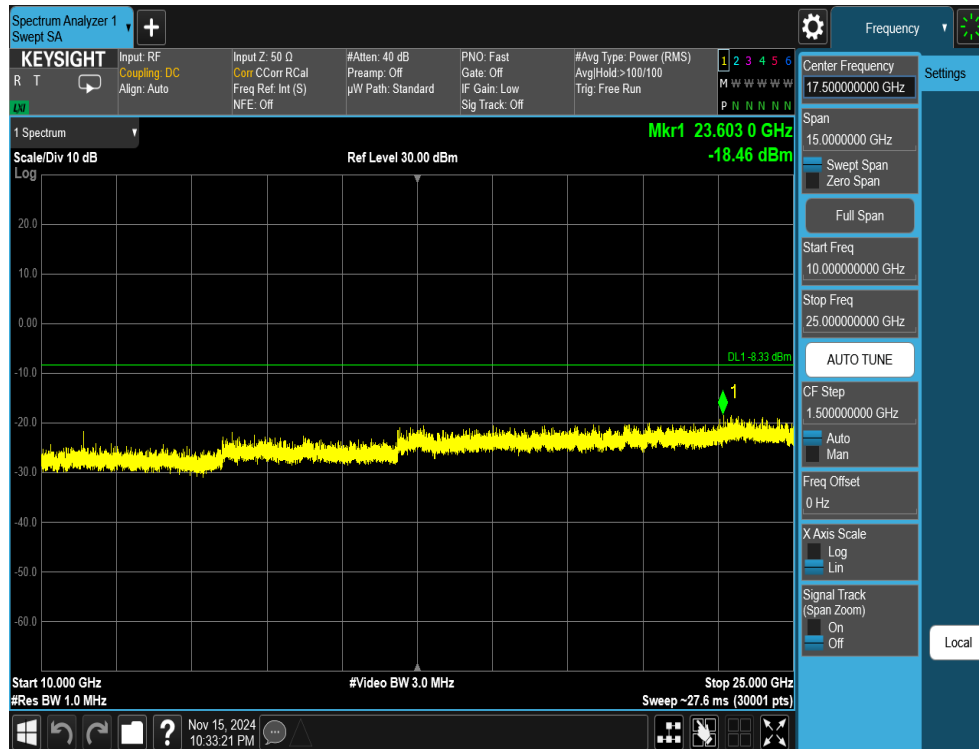 Spectrum Analyzer 1
Swept SA
+
Frequency
KEYSIGHT
R T
LXI
Input: RF
Coupling: DC
Align: Auto
Input Z: 50 Ω
Corr CCorr RCal
Freq Ref: Int (S)
NFE: Off
#Atten: 40 dB
Preamp: Off
µW Path: Standard
PNO: Fast
Gate: Off
IF Gain: Low
Sig Track: Off
#Avg Type: Power (RMS)
Avg|Hold:>100/100
Trig: Free Run
1 2 3 4 5 6
M W W W W W
P N N N N N
1 Spectrum
Scale/Div 10 dB
Log
Ref Level 30.00 dBm
Mkr1 23.603 0 GHz
-18.46 dBm
20.0
10.0
0.00
-10.0
-20.0
-30.0
-40.0
-50.0
-60.0
DL1 -8.33 dBm
1
Start 10.000 GHz
#Res BW 1.0 MHz
#Video BW 3.0 MHz
Stop 25.000 GHz
Sweep ~27.6 ms (30001 pts)
Center Frequency
17.500000000 GHz
Span
15.0000000 GHz
Swept Span
Zero Span
Full Span
Start Freq
10.000000000 GHz
Stop Freq
25.000000000 GHz
AUTO TUNE
CF Step
1.500000000 GHz
Auto
Man
Freq Offset
0 Hz
X Axis Scale
Log
Lin
Signal Track
(Span Zoom)
On
Off
Settings
Local
?
Nov 15, 2024
10:33:21 PM